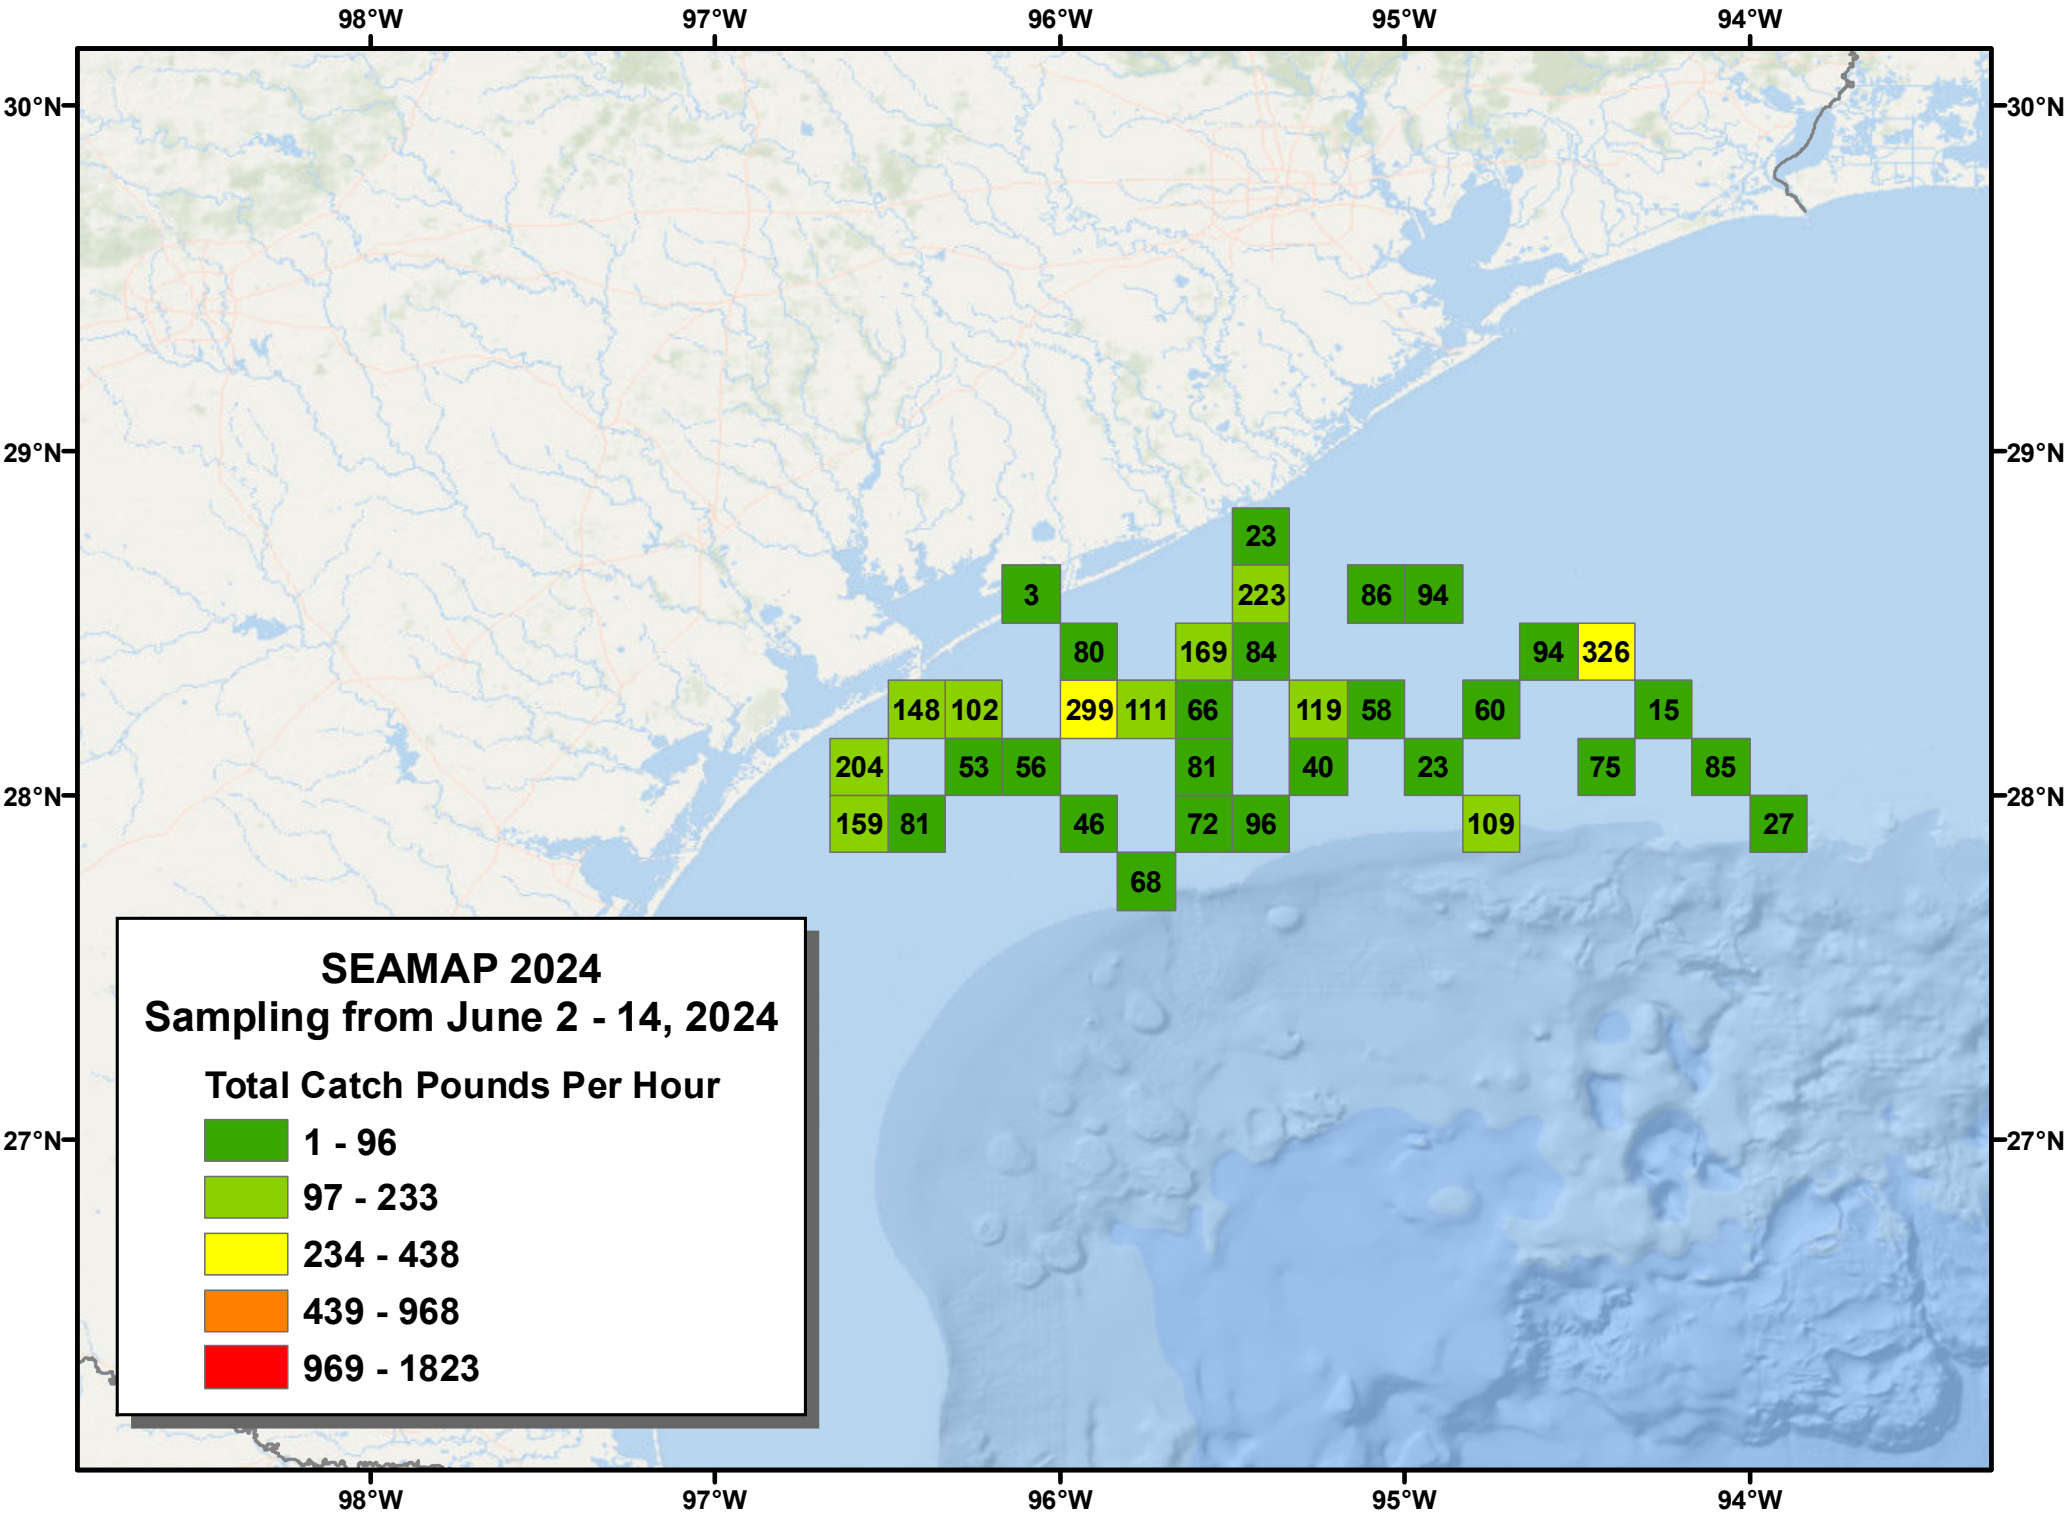 98°W 97°W 96°W 95°W 94°W
30°N 30°N
29°N 29°N
23
3 223 86 94
80 169 84 94 326
148 102 299 111 66 119 58 60 15
204 53 56 81 40 23 75 85
28°N 28°N
159 81 46 72 96 109 27
68
SEAMAP 2024
Sampling from June 2 - 14, 2024
Total Catch Pounds Per Hour
1 - 96
27°N 27°N
97 - 233
234 - 438
439 - 968
969 - 1823
98°W 97°W 96°W 95°W 94°W